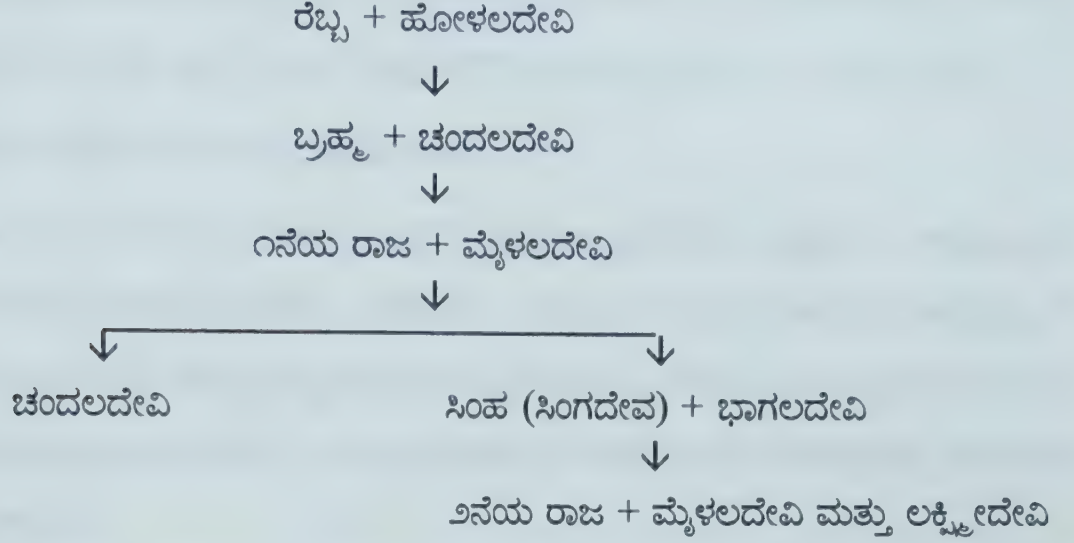 ರೆಬ್ಬ + ಹೋಳಲದೇವಿ
ಬ್ರಹ್ಮ + ಚಂದಲದೇವಿ
೧ನೆಯ ರಾಜ + ಮೈಳಲದೇವಿ
ಚಂದಲದೇವಿ ಸಿಂಹ (ಸಿಂಗದೇವ) + ಭಾಗಲದೇವಿ
೨ನೆಯ ರಾಜ + ಮೈಳಲದೇವಿ ಮತ್ತು ಲಕ್ಷ್ಮೀದೇವಿ